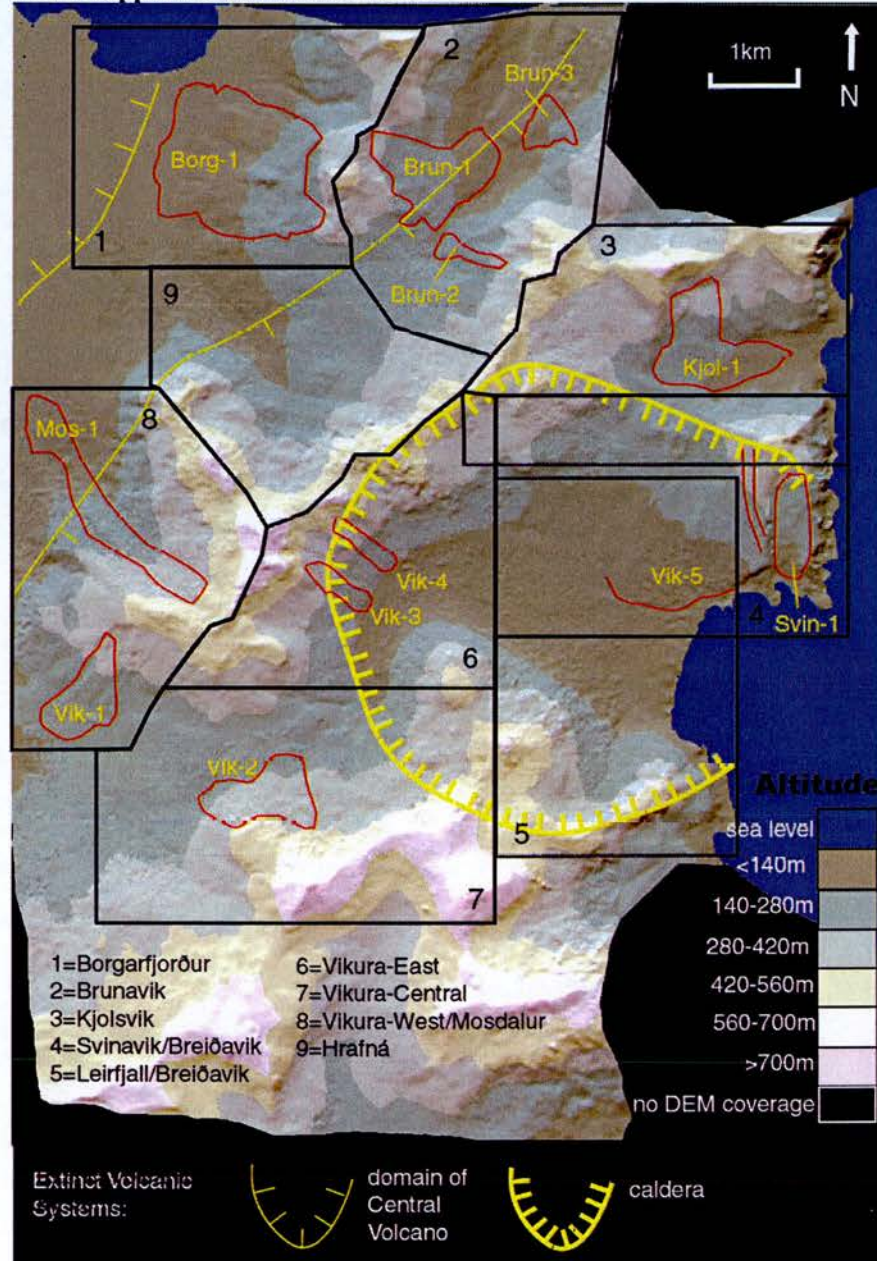 2
Brun-3
1km
N
Borg-1
Brun-1
1
3
9
Brun-2
Kjol-1
8
Mos-1
Vik-4
Vik-5
Vik-3
4
Svin-1
6
Vik-1
Vik-2
5
7
Altitude
sea level
<140m
140-280m
280-420m
420-560m
560-700m
>700m
no DEM coverage
1=Borgarfjorður
2=Brunavik
3=Kjolsvik
4=Svinavik/Breiðavik
5=Leirfjall/Breiðavik
6=Vikura-East
7=Vikura-Central
8=Vikura-West/Mosdalur
9=Hrafná
Extinct Volcanic
Systems:
domain of
Central
Volcano
caldera